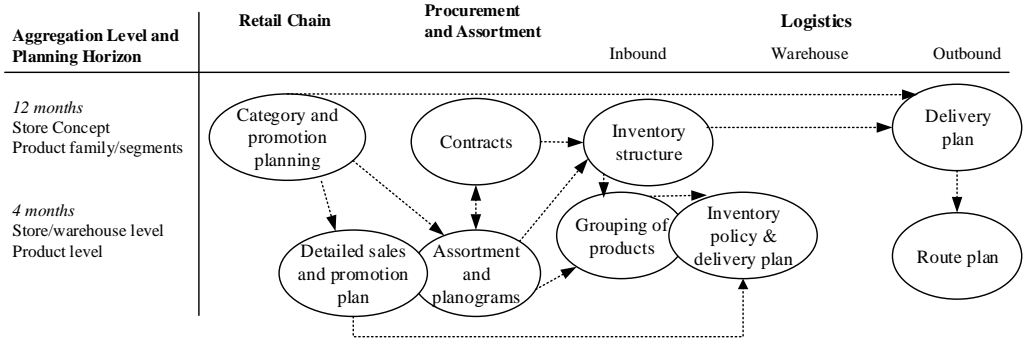 Retail Chain
Procurement
and Assortment
Logistics
Aggregation Level and
Planning Horizon
Inbound
Warehouse
Outbound
12 months
Store Concept
Product family/segments
Category and
promotion
planning
Contracts
Inventory
structure
Delivery
plan
4 months
Store/warehouse level
Product level
Detailed sales
and promotion
plan
Assortment
and
planograms
Grouping of
products
Inventory
policy &
delivery plan
Route plan